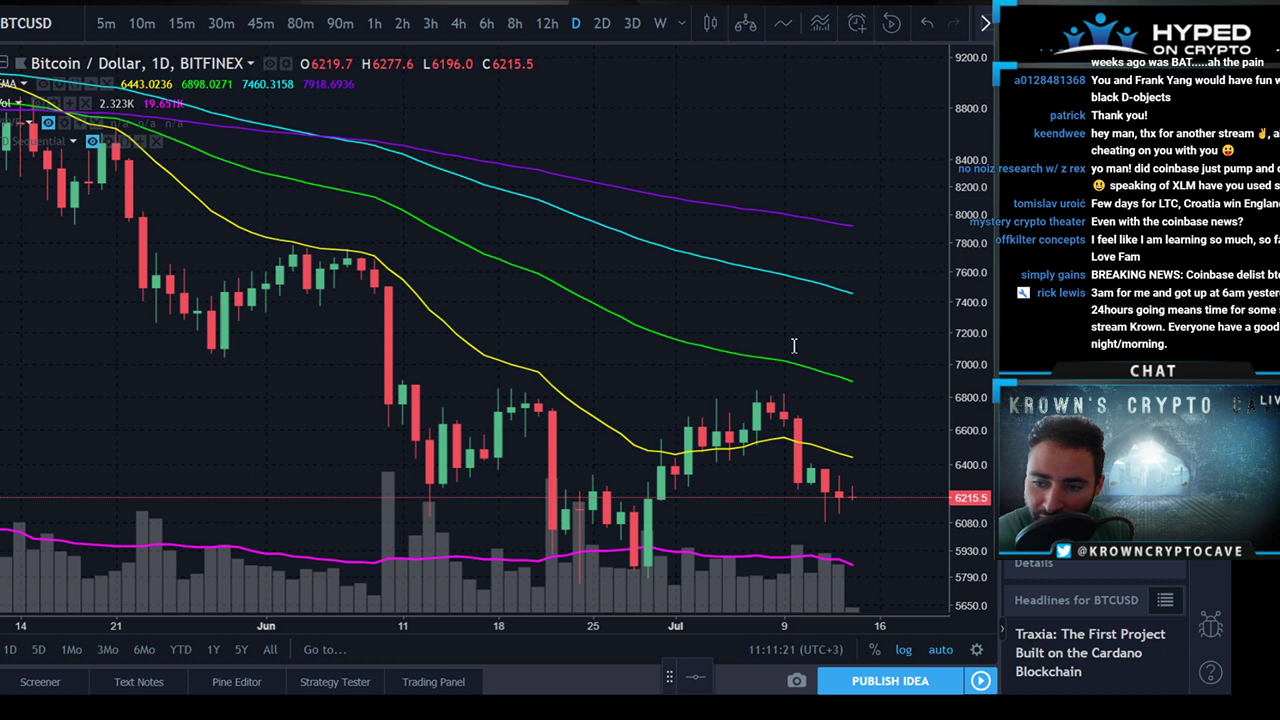 BTCUSD 5m 10m 15m 30m 45m 80m 90m 1h 2h 3h 4h 6h 8h 12h D 2D 3D W
Bitcoin / Dollar, 1D, BITFINEX O6219.7 H6277.6 L6196.0 C6215.5
6443.0236 6898.0271 7460.3158 7918.6936
2.323K 19.651K
n/a n/a n/a
Sequential
9200.0
8800.0
8400.0
8200.0
8000.0
7800.0
7600.0
7400.0
7200.0
7000.0
6800.0
6600.0
6400.0
6215.5
6080.0
5930.0
5790.0
5650.0
14 21 Jun 11 18 25 Jul 9 16
1D 5D 1Mo 3Mo 6Mo YTD 1Y 5Y All Go to... 11:11:21 (UTC+3) % log auto
Screener Text Notes Pine Editor Strategy Tester Trading Panel PUBLISH IDEA
HYPED
ON CRYPTO
weeks ago was BAT.....ah the pain
a0128481368 You and Frank Yang would have fun w
black D-objects
patrick Thank you!
keendwee hey man, thx for another stream ✌, a
cheating on you with you 😜
no noiz research w/ z rex yo man! did coinbase just pump and d
😃 speaking of XLM have you used s
tomislav uroić Few days for LTC, Croatia win England
mystery crypto theater Even with the coinbase news?
offkilter concepts I feel like I am learning so much, so fa
Love Fam
simply gains BREAKING NEWS: Coinbase delist bt
rick lewis 3am for me and got up at 6am yester
24hours going means time for some s
stream Krown. Everyone have a good
night/morning.
CHAT
KROWN'S CRYPTO CAVE
LIV
@KROWNCRYPTOCAVE
Details
Headlines for BTCUSD
Traxia: The First Project
Built on the Cardano
Blockchain